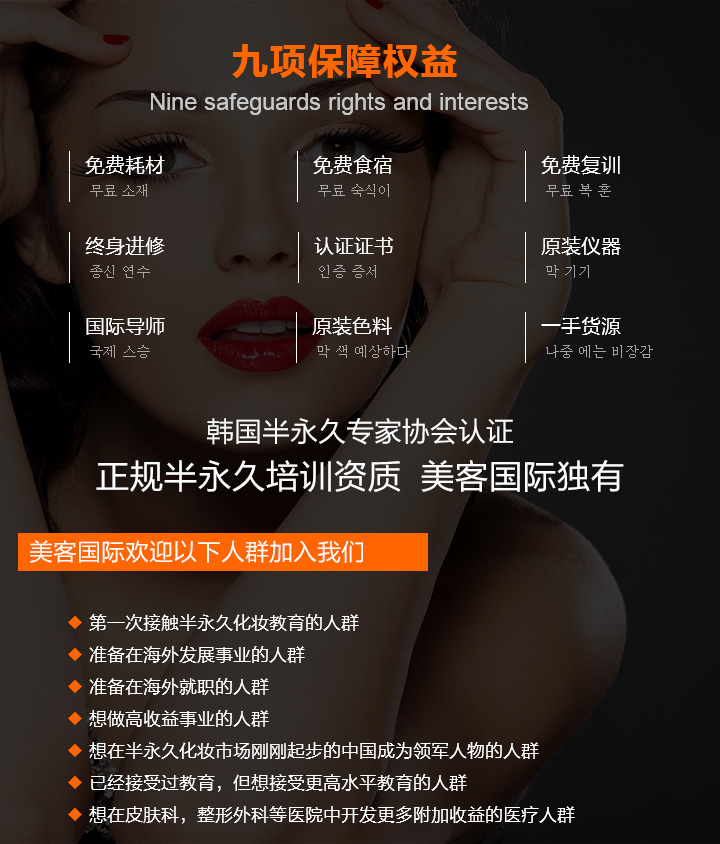 九项保障权益
Nine safeguards rights and interests
免费耗材 免费食宿 免费复训
무료 소재 무료 숙식이 무료 복 훈
终身进修 认证证书 原装仪器
종신 연수 인증 증서 막 기기
国际导师 原装色料 一手货源
국제 스승 막 색 예상하다 나중 에는 비장감
韩国半永久专家协会认证
正规半永久培训资质 美客国际独有
美客国际欢迎以下人群加入我们
第一次接触半永久化妆教育的人群
准备在海外发展事业的人群
准备在海外就职的人群
想做高收益事业的人群
想在半永久化妆市场刚刚起步的中国成为领军人物的人群
已经接受过教育，但想接受更高水平教育的人群
想在皮肤科，整形外科等医院中开发更多附加收益的医疗人群